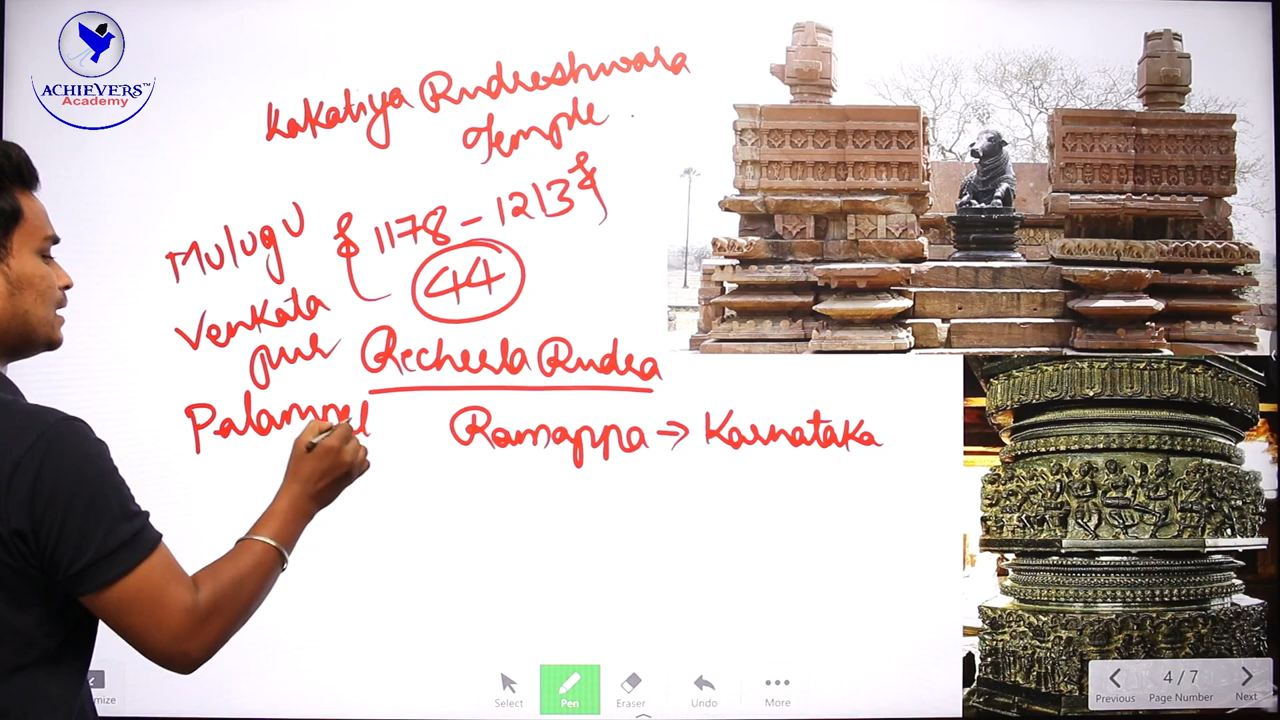 ACHIEVERS™
Academy
Kakatiya Rudreshwara
Temple
Mulugu
1178-1213
44
Venkata
pur
Recherla Rudra
Palampet
Ramappa → Karnataka
Select
Pen
Eraser
Undo
More
Previous
4 / 7
Page Number
Next